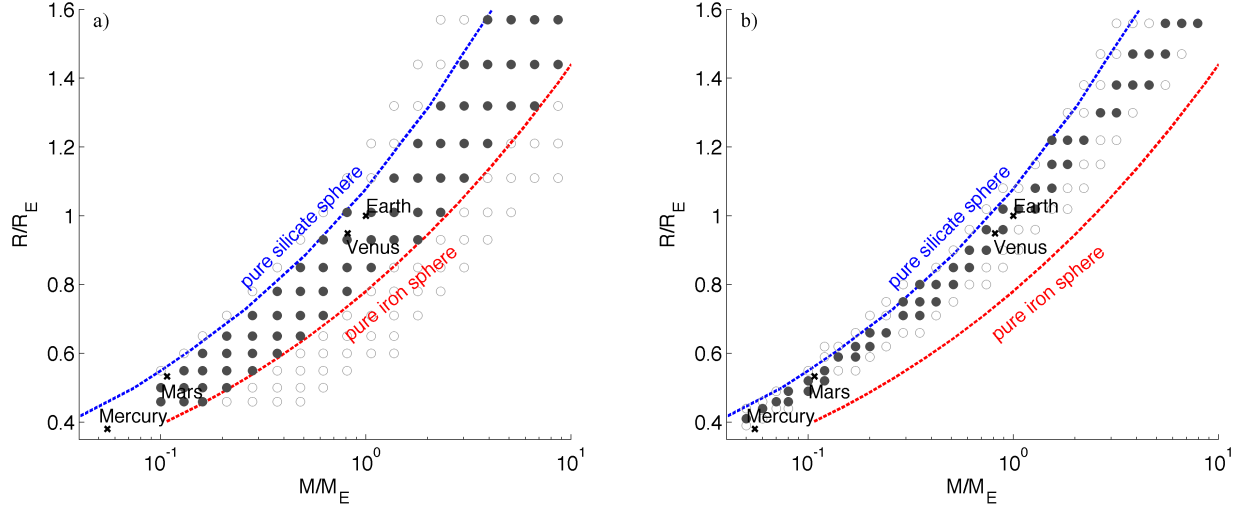 a)
1.6
1.4
1.2
1
0.8
0.6
0.4
R/R_E
pure silicate sphere
pure iron sphere
Earth
Venus
Mars
Mercury
10^-1
10^0
10^1
M/M_E
b)
1.6
1.4
1.2
1
0.8
0.6
0.4
R/R_E
pure silicate sphere
pure iron sphere
Earth
Venus
Mars
Mercury
10^-1
10^0
10^1
M/M_E